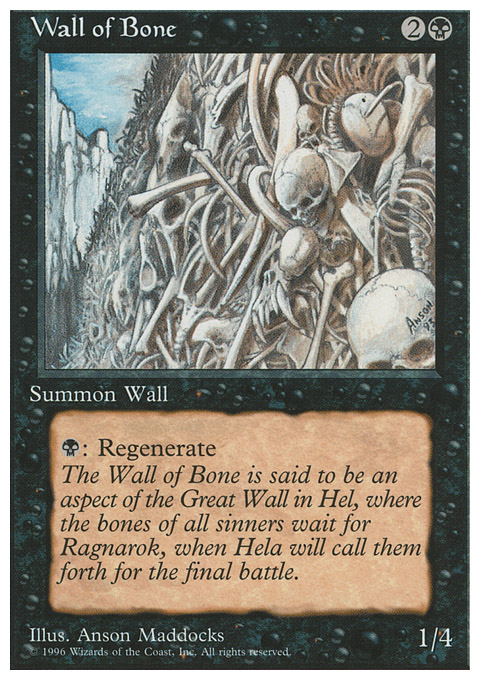 Wall of Bone 2
ANSON
93
Summon Wall
: Regenerate
The Wall of Bone is said to be an
aspect of the Great Wall in Hel, where
the bones of all sinners wait for
Ragnarok, when Hela will call them
forth for the final battle.
Illus. Anson Maddocks
1/4
© 1996 Wizards of the Coast, Inc. All rights reserved.